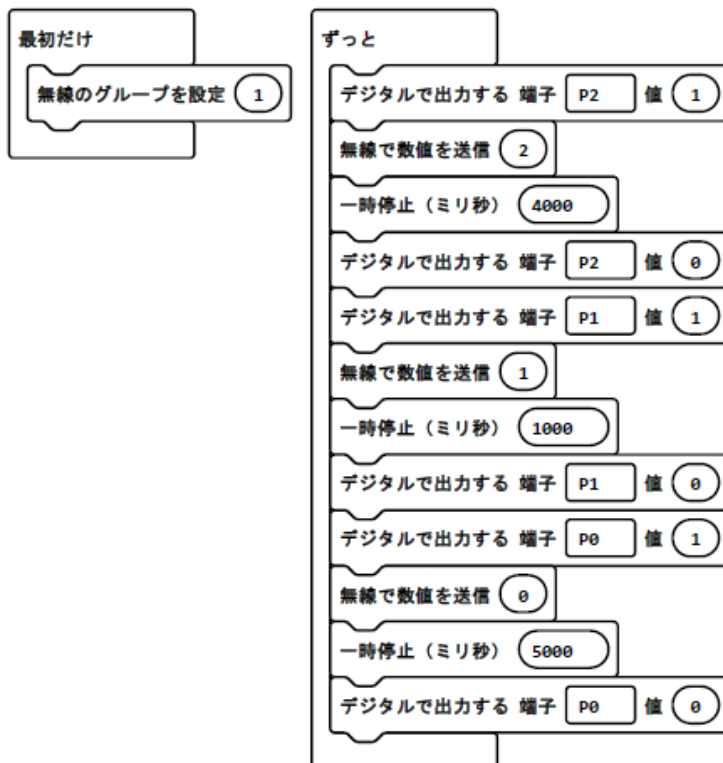 最初だけ
無線のグループを設定 1
ずっと
デジタルで出力する 端子 P2 値 1
無線で数値を送信 2
一時停止（ミリ秒） 4000
デジタルで出力する 端子 P2 値 0
デジタルで出力する 端子 P1 値 1
無線で数値を送信 1
一時停止（ミリ秒） 1000
デジタルで出力する 端子 P1 値 0
デジタルで出力する 端子 P0 値 1
無線で数値を送信 0
一時停止（ミリ秒） 5000
デジタルで出力する 端子 P0 値 0